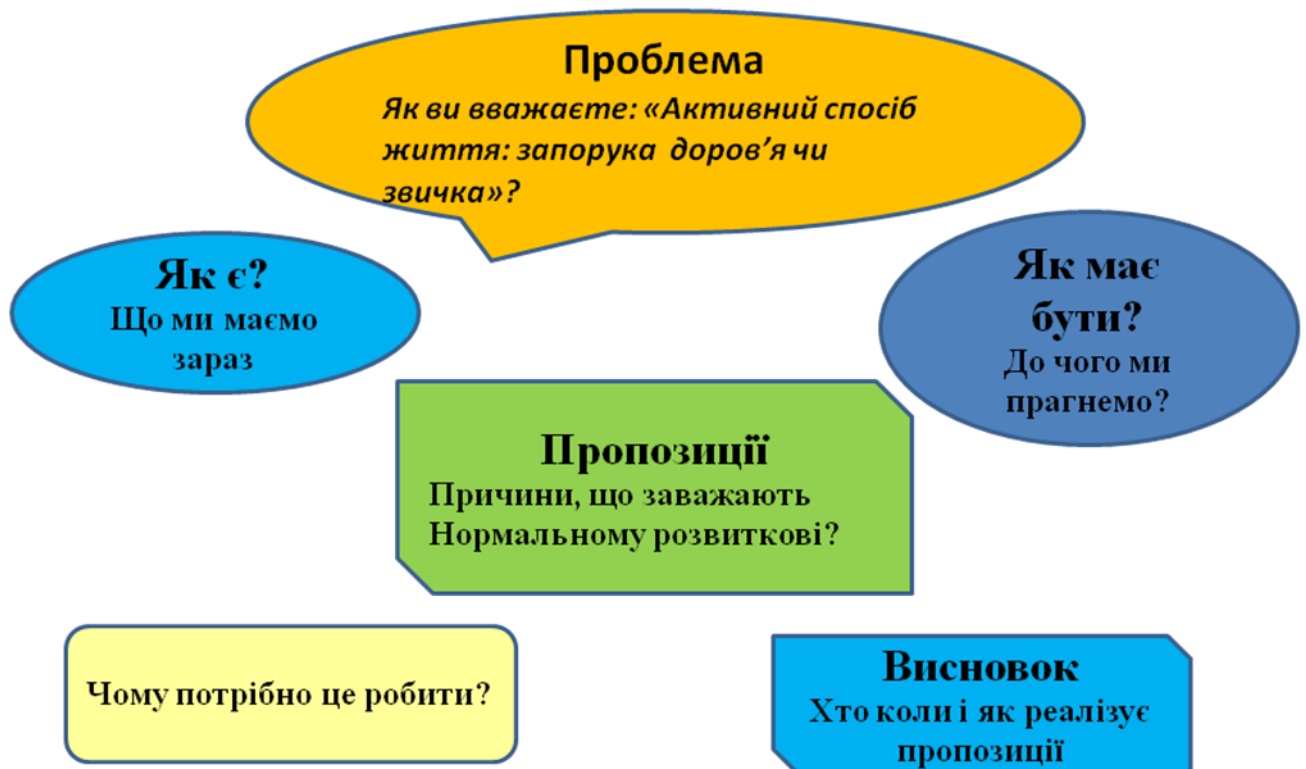 Проблема
Як ви вважаєте: «Активний спосіб
життя: запорука доров’я чи
звичка»?
Як є?
Що ми маємо
зараз
Як має
бути?
До чого ми
прагнемо?
Пропозиції
Причини, що заважають
Нормальному розвиткові?
Чому потрібно це робити?
Висновок
Хто коли і як реалізує
пропозиції